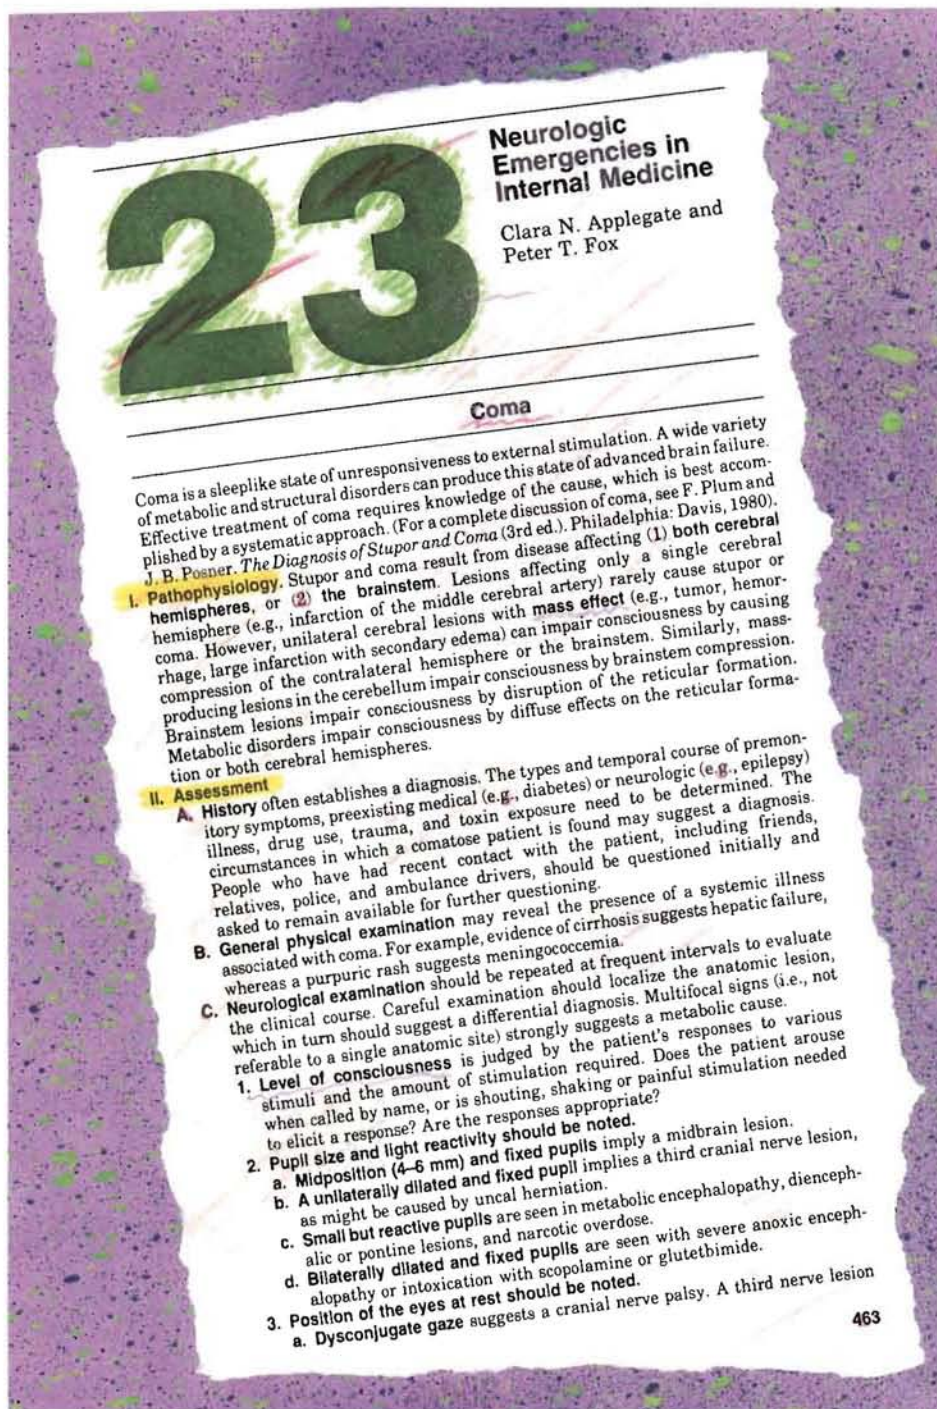 23
Neurologic
Emergencies in
Internal Medicine
Clara N. Applegate and
Peter T. Fox
Coma
Coma is a sleeplike state of unresponsiveness to external stimulation. A wide variety
of metabolic and structural disorders can produce this state of advanced brain failure.
Effective treatment of coma requires knowledge of the cause, which is best accom-
plished by a systematic approach. (For a complete discussion of coma, see F. Plum and
J. B. Posner. The Diagnosis of Stupor and Coma (3rd ed.). Philadelphia: Davis, 1980).
I. Pathophysiology. Stupor and coma result from disease affecting (1) both cerebral
hemispheres, or (2) the brainstem. Lesions affecting only a single cerebral
hemisphere (e.g., infarction of the middle cerebral artery) rarely cause stupor or
coma. However, unilateral cerebral lesions with mass effect (e.g., tumor, hemor-
rhage, large infarction with secondary edema) can impair consciousness by causing
compression of the contralateral hemisphere or the brainstem. Similarly, mass-
producing lesions in the cerebellum impair consciousness by brainstem compression.
Brainstem lesions impair consciousness by disruption of the reticular formation.
Metabolic disorders impair consciousness by diffuse effects on the reticular forma-
tion or both cerebral hemispheres.
II. Assessment
A. History often establishes a diagnosis. The types and temporal course of premon-
itory symptoms, preexisting medical (e.g., diabetes) or neurologic (e.g., epilepsy)
illness, drug use, trauma, and toxin exposure need to be determined. The
circumstances in which a comatose patient is found may suggest a diagnosis.
People who have had recent contact with the patient, including friends,
relatives, police, and ambulance drivers, should be questioned initially and
asked to remain available for further questioning.
B. General physical examination may reveal the presence of a systemic illness
associated with coma. For example, evidence of cirrhosis suggests hepatic failure,
whereas a purpuric rash suggests meningococcemia.
C. Neurological examination should be repeated at frequent intervals to evaluate
the clinical course. Careful examination should localize the anatomic lesion,
which in turn should suggest a differential diagnosis. Multifocal signs (i.e., not
referable to a single anatomic site) strongly suggests a metabolic cause.
1. Level of consciousness is judged by the patient's responses to various
stimuli and the amount of stimulation required. Does the patient arouse
when called by name, or is shouting, shaking or painful stimulation needed
to elicit a response? Are the responses appropriate?
2. Pupil size and light reactivity should be noted.
a. Midposition (4–6 mm) and fixed pupils imply a midbrain lesion.
b. A unilaterally dilated and fixed pupil implies a third cranial nerve lesion,
as might be caused by uncal herniation.
c. Small but reactive pupils are seen in metabolic encephalopathy, dienceph-
alic or pontine lesions, and narcotic overdose.
d. Bilaterally dilated and fixed pupils are seen with severe anoxic enceph-
alopathy or intoxication with scopolamine or glutetbimide.
3. Position of the eyes at rest should be noted.
a. Dysconjugate gaze suggests a cranial nerve palsy. A third nerve lesion
463